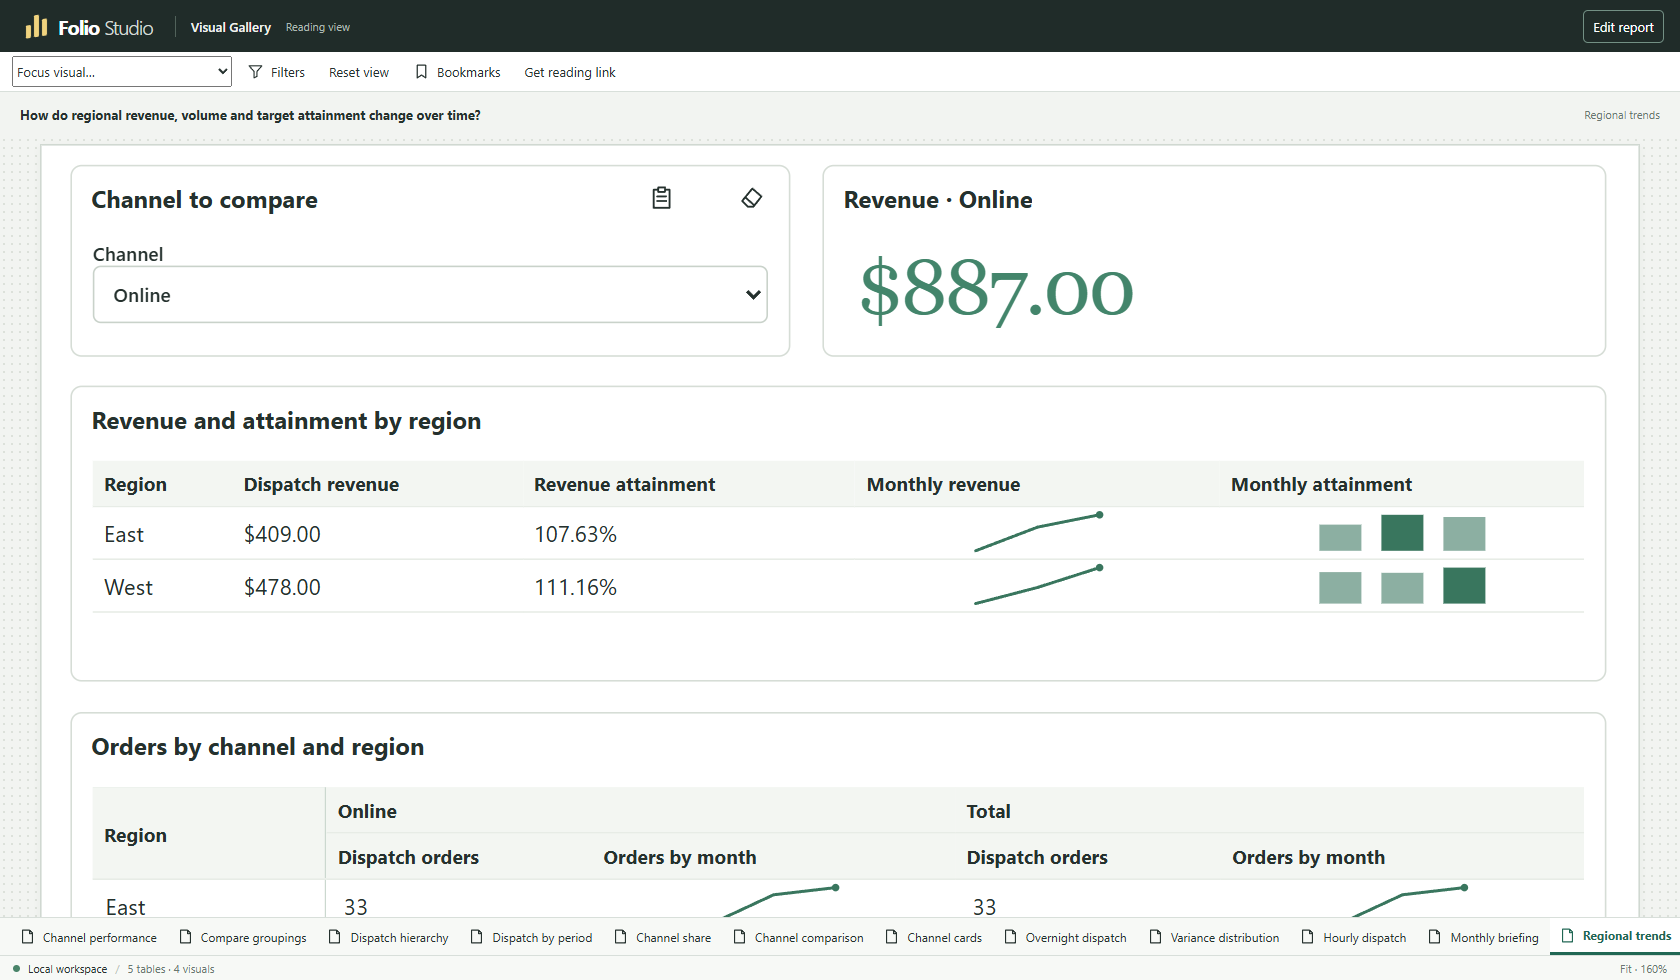 Folio Studio Visual Gallery Reading view Edit report
Focus visual... Filters Reset view Bookmarks Get reading link
How do regional revenue, volume and target attainment change over time? Regional trends
Channel to compare
Channel
Online
Revenue · Online
$887.00
Revenue and attainment by region
Region Dispatch revenue Revenue attainment Monthly revenue Monthly attainment
East $409.00 107.63%
West $478.00 111.16%
Orders by channel and region
Region Online Total
Dispatch orders Orders by month Dispatch orders Orders by month
East 33 33
Channel performance Compare groupings Dispatch hierarchy Dispatch by period Channel share Channel comparison Channel cards Overnight dispatch Variance distribution Hourly dispatch Monthly briefing Regional trends
Local workspace / 5 tables · 4 visuals Fit · 160%